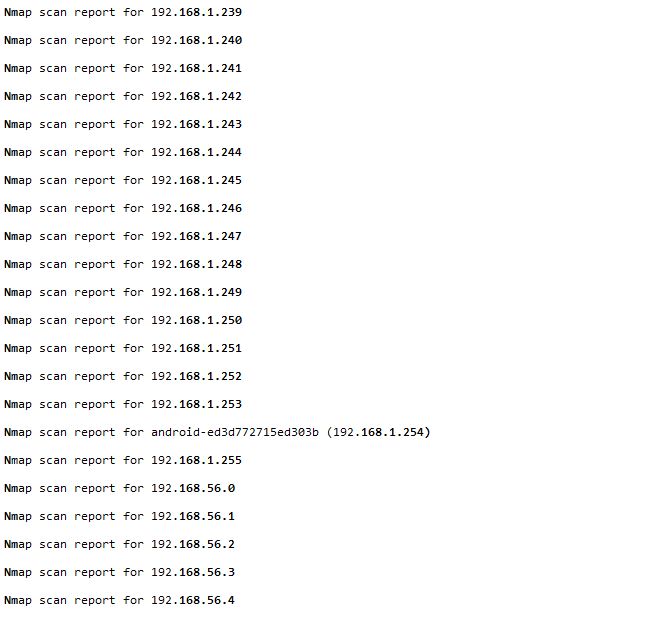 Nmap scan report for 192.168.1.239
Nmap scan report for 192.168.1.240
Nmap scan report for 192.168.1.241
Nmap scan report for 192.168.1.242
Nmap scan report for 192.168.1.243
Nmap scan report for 192.168.1.244
Nmap scan report for 192.168.1.245
Nmap scan report for 192.168.1.246
Nmap scan report for 192.168.1.247
Nmap scan report for 192.168.1.248
Nmap scan report for 192.168.1.249
Nmap scan report for 192.168.1.250
Nmap scan report for 192.168.1.251
Nmap scan report for 192.168.1.252
Nmap scan report for 192.168.1.253
Nmap scan report for android-ed3d772715ed303b (192.168.1.254)
Nmap scan report for 192.168.1.255
Nmap scan report for 192.168.56.0
Nmap scan report for 192.168.56.1
Nmap scan report for 192.168.56.2
Nmap scan report for 192.168.56.3
Nmap scan report for 192.168.56.4